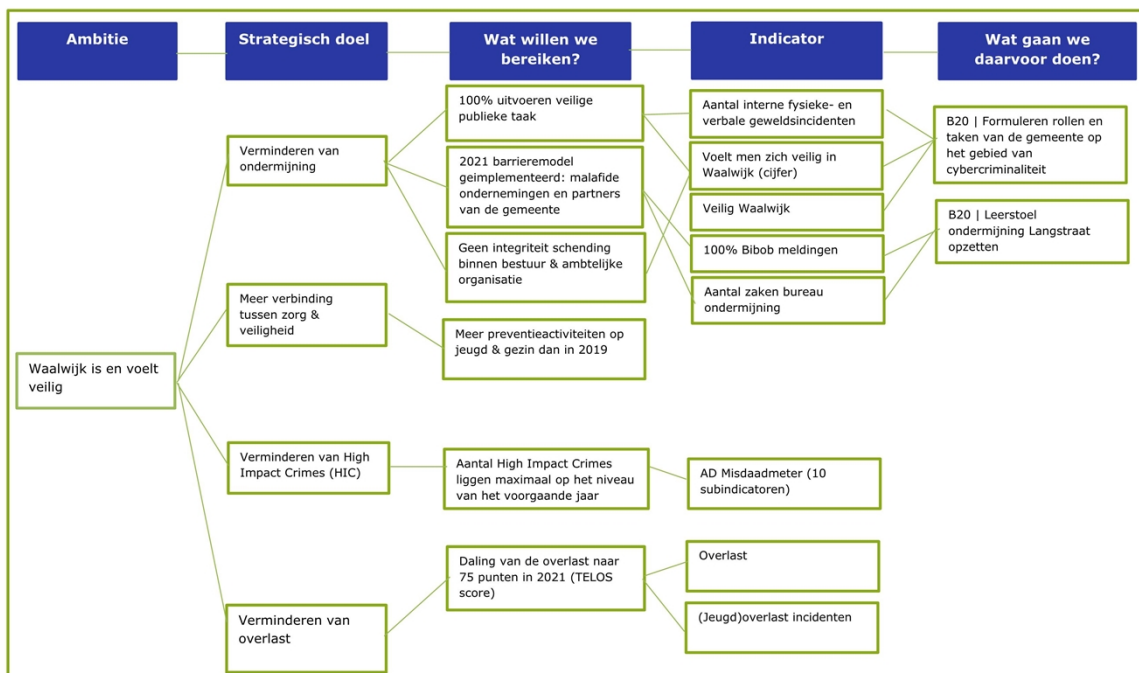 Ambitie
Strategisch doel
Wat willen we
bereiken?
Indicator
Wat gaan we
daarvoor doen?
Waalwijk is en voelt
veilig
Verminderen van
ondermijning
Meer verbinding
tussen zorg &
veiligheid
Verminderen van High
Impact Crimes (HIC)
Verminderen van
overlast
100% uitvoeren veilige
publieke taak
2021 barrieremodel
geimplementeerd: malafide
ondernemingen en partners
van de gemeente
Geen integriteit schending
binnen bestuur & ambtelijke
organisatie
Meer preventieactiviteiten op
jeugd & gezin dan in 2019
Aantal High Impact Crimes
liggen maximaal op het niveau
van het voorgaande jaar
Daling van de overlast naar
75 punten in 2021 (TELOS
score)
Aantal interne fysieke- en
verbale geweldsincidenten
Voelt men zich veilig in
Waalwijk (cijfer)
Veilig Waalwijk
100% Bibob meldingen
Aantal zaken bureau
ondermijning
AD Misdaadmeter (10
subindicatoren)
Overlast
(Jeugd)overlast incidenten
B20 | Formuleren rollen en
taken van de gemeente op
het gebied van
cybercriminaliteit
B20 | Leerstoel
ondermijning Langstraat
opzetten